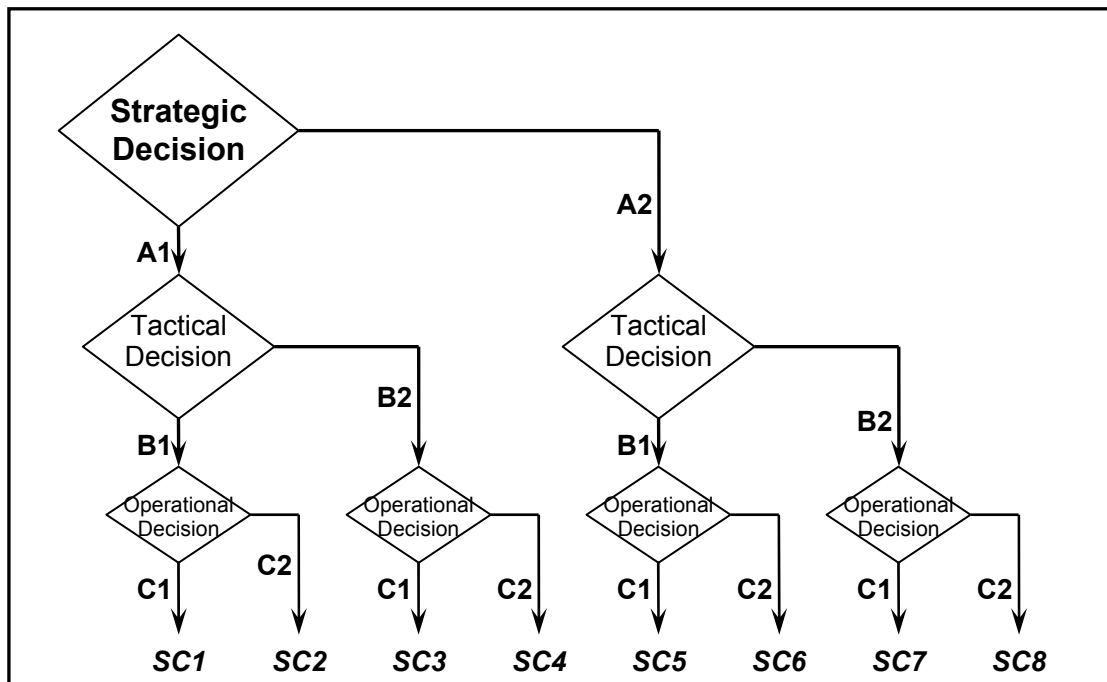 Strategic
Decision
A2
A1
Tactical
Decision
Tactical
Decision
B2
B2
B1
B1
Operational
Decision
Operational
Decision
Operational
Decision
Operational
Decision
C2
C1
C1
C2
C1
C2
C1
C2
SC1 SC2 SC3 SC4 SC5 SC6 SC7 SC8